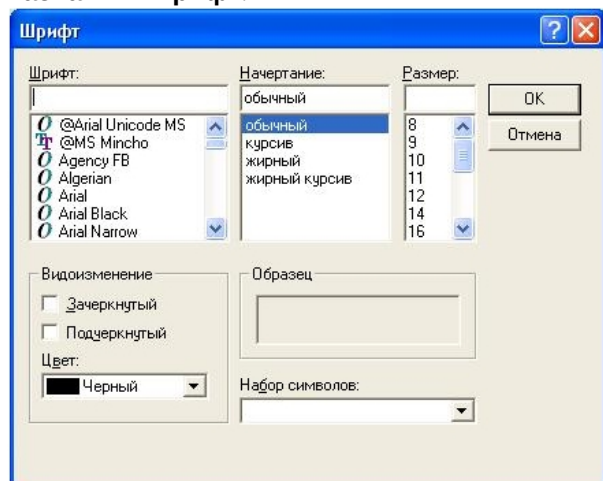 Шрифт
Шрифт:
Начертание:
Размер:
обычный
OK
Отмена
@Arial Unicode MS
@MS Mincho
Agency FB
Algerian
Arial
Arial Black
Arial Narrow
обычный
курсив
жирный
жирный курсив
8
9
10
11
12
14
16
Видоизменение
Зачеркнутый
Подчеркнутый
Цвет:
Черный
Образец
Набор символов: